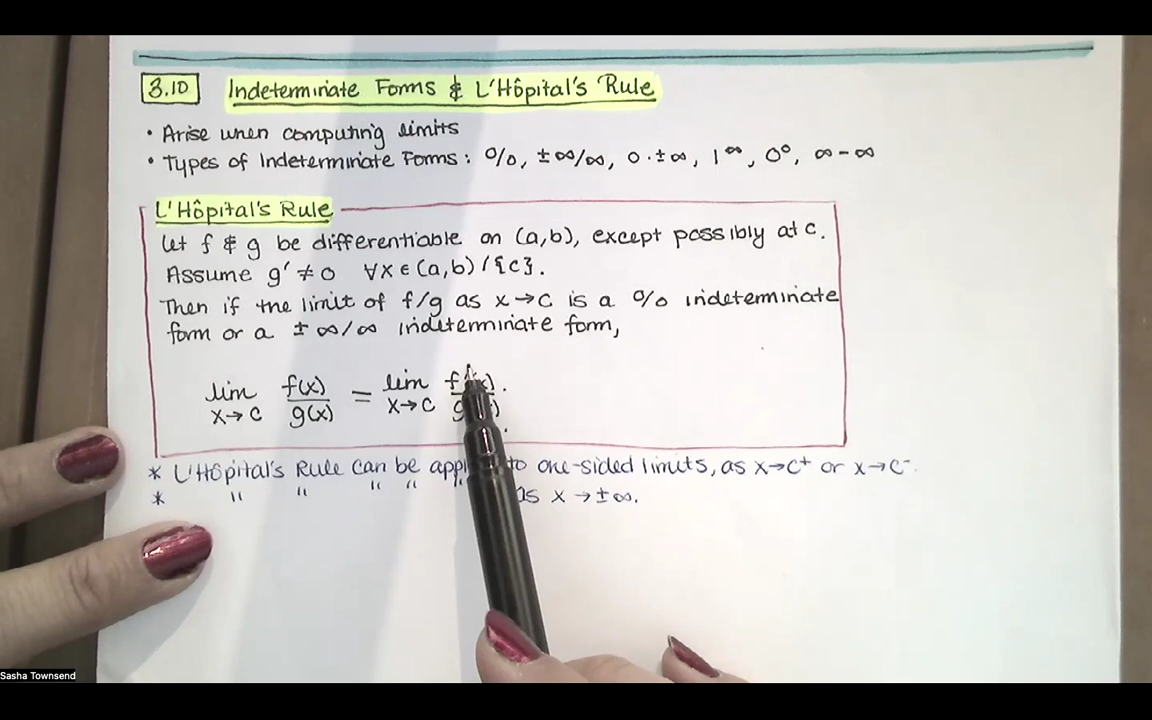 3.10 Indeterminate Forms & L'Hôpital's Rule
• Arise when computing limits
• Types of Indeterminate Forms: 0/0, ±∞/∞, 0·±∞, 1^∞, 0⁰, ∞-∞
L'Hôpital's Rule
Let f & g be differentiable on (a,b), except possibly at c.
Assume g' ≠ 0 ∀x ∈ (a,b) / {c}.
Then if the limit of f/g as x→c is a 0/0 indeterminate
form or a ±∞/∞ indeterminate form,
lim x→c f(x)/g(x) = lim x→c
* L'Hôpital's Rule can be to one-sided limits, as x→c⁺ or x→c⁻.
* " " " " as x→±∞.
Sasha Townsend